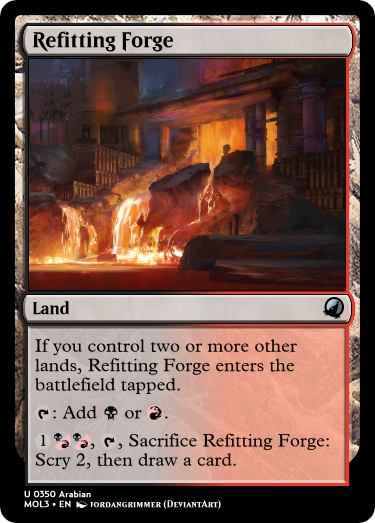 Refitting Forge
Land
If you control two or more other
lands, Refitting Forge enters the
battlefield tapped.
: Add or .
1 , , Sacrifice Refitting Forge:
Scry 2, then draw a card.
U 0350 Arabian
MOL3 • EN JORDANGRIMMER (DEVIANTART)